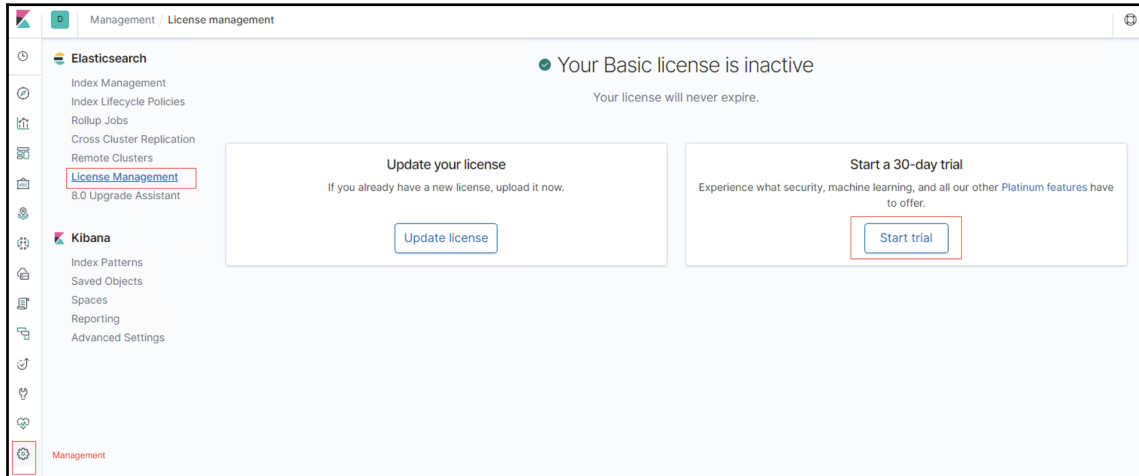 D
Management / License management
Elasticsearch
Index Management
Index Lifecycle Policies
Rollup Jobs
Cross Cluster Replication
Remote Clusters
License Management
8.0 Upgrade Assistant
Kibana
Index Patterns
Saved Objects
Spaces
Reporting
Advanced Settings
Management
Your Basic license is inactive
Your license will never expire.
Update your license
If you already have a new license, upload it now.
Update license
Start a 30-day trial
Experience what security, machine learning, and all our other Platinum features have
to offer.
Start trial